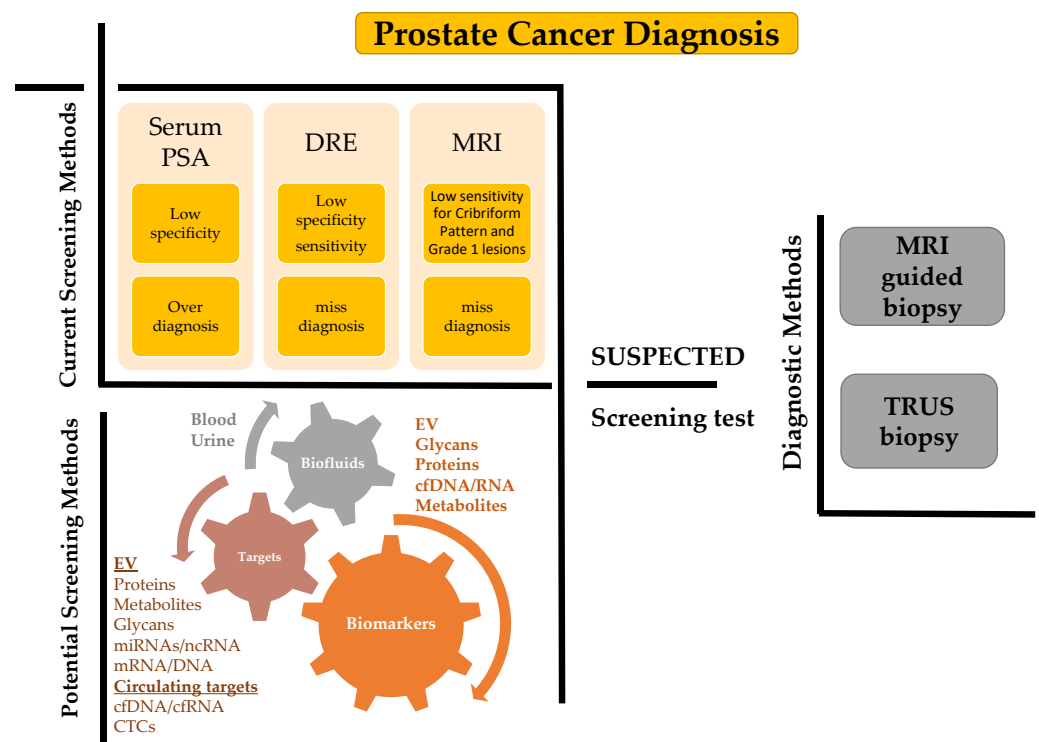 Prostate Cancer Diagnosis
Current Screening Methods
Serum
PSA
Low
specificity
Over
diagnosis
DRE
Low
specificity
sensitivity
miss
diagnosis
MRI
Low sensitivity
for Cribriform
Pattern and
Grade 1 lesions
miss
diagnosis
Potential Screening Methods
Blood
Urine
Biofluids
EV
Glycans
Proteins
cfDNA/RNA
Metabolites
Targets
Biomarkers
EV
Proteins
Metabolites
Glycans
miRNAs/ncRNA
mRNA/DNA
Circulating targets
cfDNA/cfRNA
CTCs
SUSPECTED
Screening test
Diagnostic Methods
MRI
guided
biopsy
TRUS
biopsy